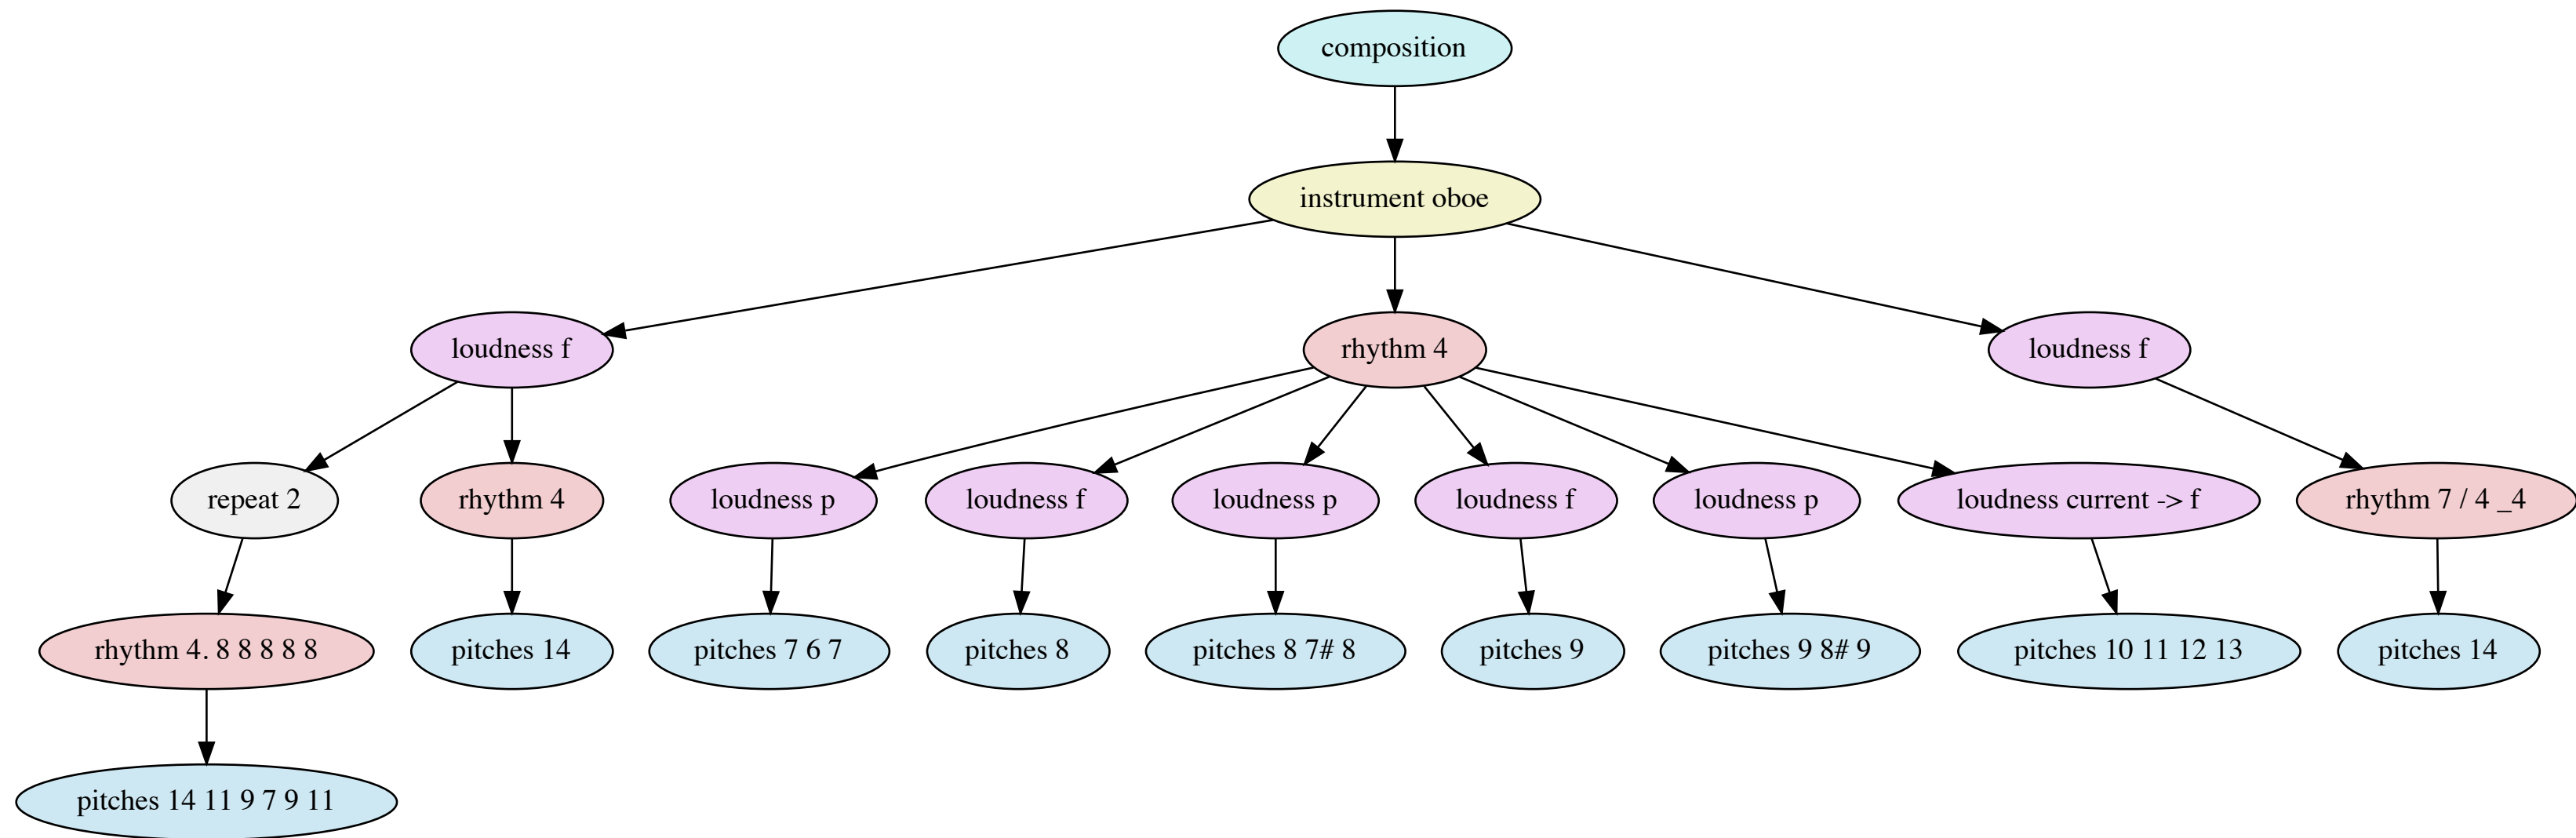 composition
instrument oboe
loudness f
rhythm 4
loudness f
repeat 2
rhythm 4
loudness p
loudness f
loudness p
loudness f
loudness p
loudness current -> f
rhythm 7 / 4 _4
rhythm 4. 8 8 8 8 8
pitches 14
pitches 7 6 7
pitches 8
pitches 8 7# 8
pitches 9
pitches 9 8# 9
pitches 10 11 12 13
pitches 14
pitches 14 11 9 7 9 11